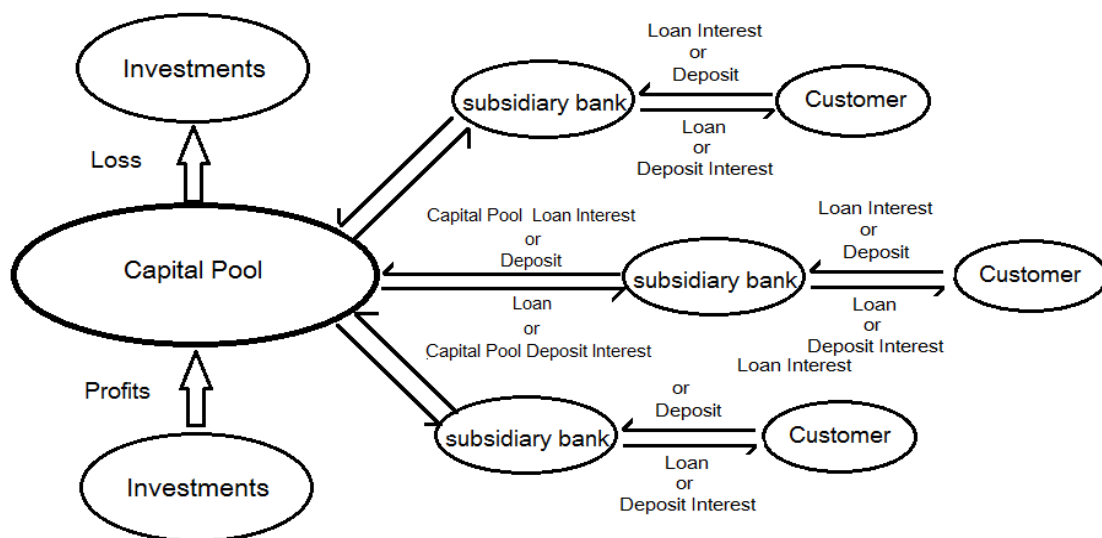 Investments
Loss
Capital Pool
Profits
Investments
subsidiary bank
Loan Interest
or
Deposit
Loan
or
Deposit Interest
Customer
Capital Pool Loan Interest
or
Deposit
Loan
or
Capital Pool Deposit Interest
subsidiary bank
Loan Interest
or
Deposit
Loan
or
Deposit Interest
Customer
subsidiary bank
Loan Interest
or
Deposit
Loan
or
Deposit Interest
Customer